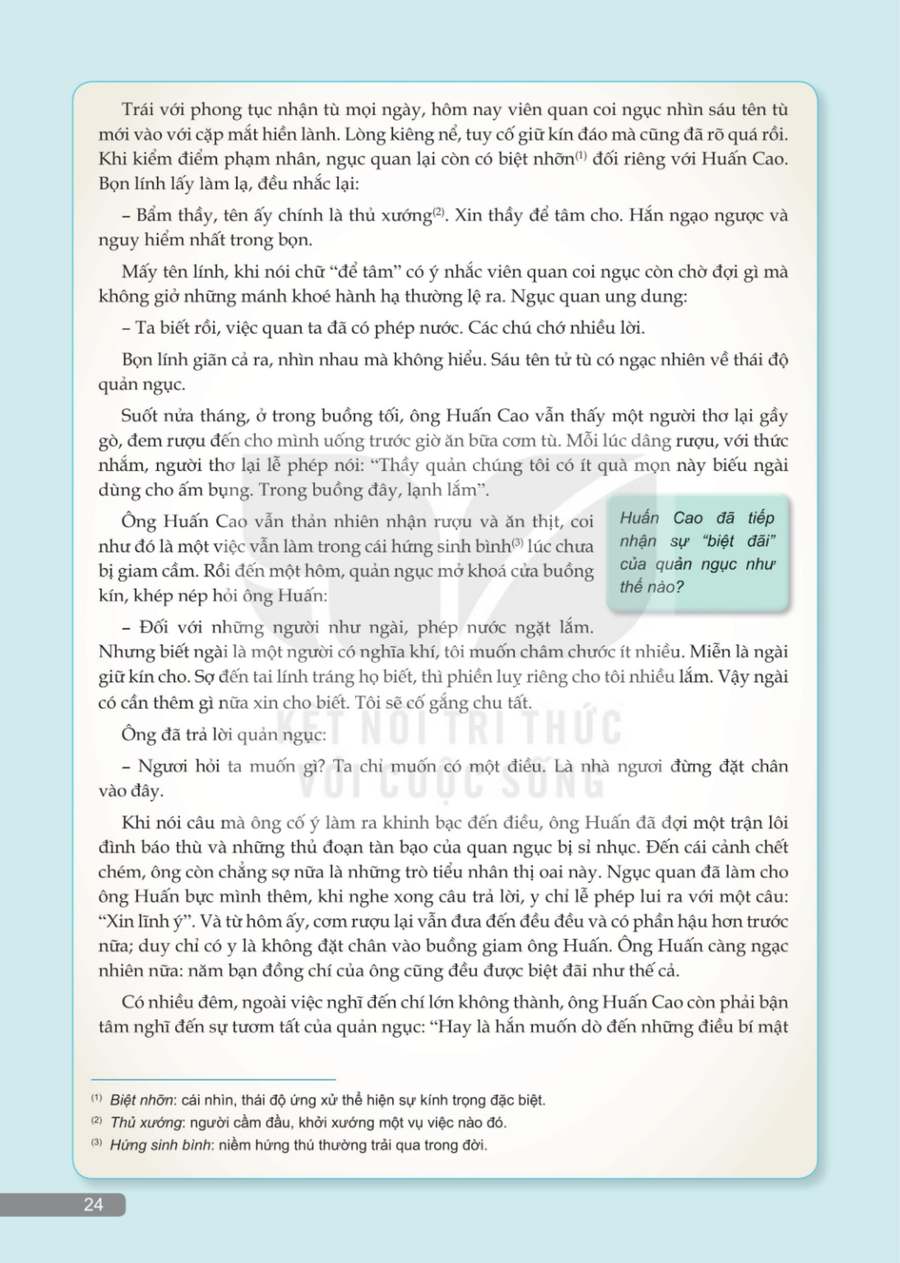 Trái với phong tục nhận tù mọi ngày, hôm nay viên quan coi ngục nhìn sáu tên tù
mới vào với cặp mắt hiền lành. Lòng kiêng nể, tuy cố giữ kín đáo mà cũng đã rõ quá rồi.
Khi kiểm điểm phạm nhân, ngục quan lại còn có biệt nhỡn(1) đối riêng với Huấn Cao.
Bọn lính lấy làm lạ, đều nhắc lại:
– Bẩm thầy, tên ấy chính là thủ xướng(2). Xin thầy để tâm cho. Hắn ngạo ngược và
nguy hiểm nhất trong bọn.
Mấy tên lính, khi nói chữ “để tâm” có ý nhắc viên quan coi ngục còn chờ đợi gì mà
không giở những mánh khoé hành hạ thường lệ ra. Ngục quan ung dung:
– Ta biết rồi, việc quan ta đã có phép nước. Các chú chớ nhiều lời.
Bọn lính giãn cả ra, nhìn nhau mà không hiểu. Sáu tên tử tù có ngạc nhiên về thái độ
quản ngục.
Suốt nửa tháng, ở trong buồng tối, ông Huấn Cao vẫn thấy một người thơ lại gầy
gò, đem rượu đến cho mình uống trước giờ ăn bữa cơm tù. Mỗi lúc dâng rượu, với thức
nhắm, người thơ lại lễ phép nói: “Thầy quản chúng tôi có ít quà mọn này biếu ngài
dùng cho ấm bụng. Trong buồng đây, lạnh lắm”.
Ông Huấn Cao vẫn thản nhiên nhận rượu và ăn thịt, coi
như đó là một việc vẫn làm trong cái hứng sinh bình(3) lúc chưa
bị giam cầm. Rồi đến một hôm, quản ngục mở khoá cửa buồng
kín, khép nép hỏi ông Huấn:
Huấn Cao đã tiếp
nhận sự “biệt đãi”
của quản ngục như
thế nào?
– Đối với những người như ngài, phép nước ngặt lắm.
Nhưng biết ngài là một người có nghĩa khí, tôi muốn châm chước ít nhiều. Miễn là ngài
giữ kín cho. Sợ đến tai lính tráng họ biết, thì phiền luỵ riêng cho tôi nhiều lắm. Vậy ngài
có cần thêm gì nữa xin cho biết. Tôi sẽ cố gắng chu tất.
Ông đã trả lời quản ngục:
– Ngươi hỏi ta muốn gì? Ta chỉ muốn có một điều. Là nhà ngươi đừng đặt chân
vào đây.
Khi nói câu mà ông cố ý làm ra khinh bạc đến điều, ông Huấn đã đợi một trận lôi
đình báo thù và những thủ đoạn tàn bạo của quan ngục bị sỉ nhục. Đến cái cảnh chết
chém, ông còn chẳng sợ nữa là những trò tiểu nhân thị oai này. Ngục quan đã làm cho
ông Huấn bực mình thêm, khi nghe xong câu trả lời, y chỉ lễ phép lui ra với một câu:
“Xin lĩnh ý”. Và từ hôm ấy, cơm rượu lại vẫn đưa đến đều đều và có phần hậu hơn trước
nữa; duy chỉ có y là không đặt chân vào buồng giam ông Huấn. Ông Huấn càng ngạc
nhiên nữa: năm bạn đồng chí của ông cũng đều được biệt đãi như thế cả.
Có nhiều đêm, ngoài việc nghĩ đến chí lớn không thành, ông Huấn Cao còn phải bận
tâm nghĩ đến sự tươm tất của quản ngục: “Hay là hắn muốn dò đến những điều bí mật
KẾT NỐI TRI THỨC
VỚI CUỘC SỐNG
(1) Biệt nhỡn: cái nhìn, thái độ ứng xử thể hiện sự kính trọng đặc biệt.
(2) Thủ xướng: người cầm đầu, khởi xướng một vụ việc nào đó.
(3) Hứng sinh bình: niềm hứng thú thường trải qua trong đời.
24